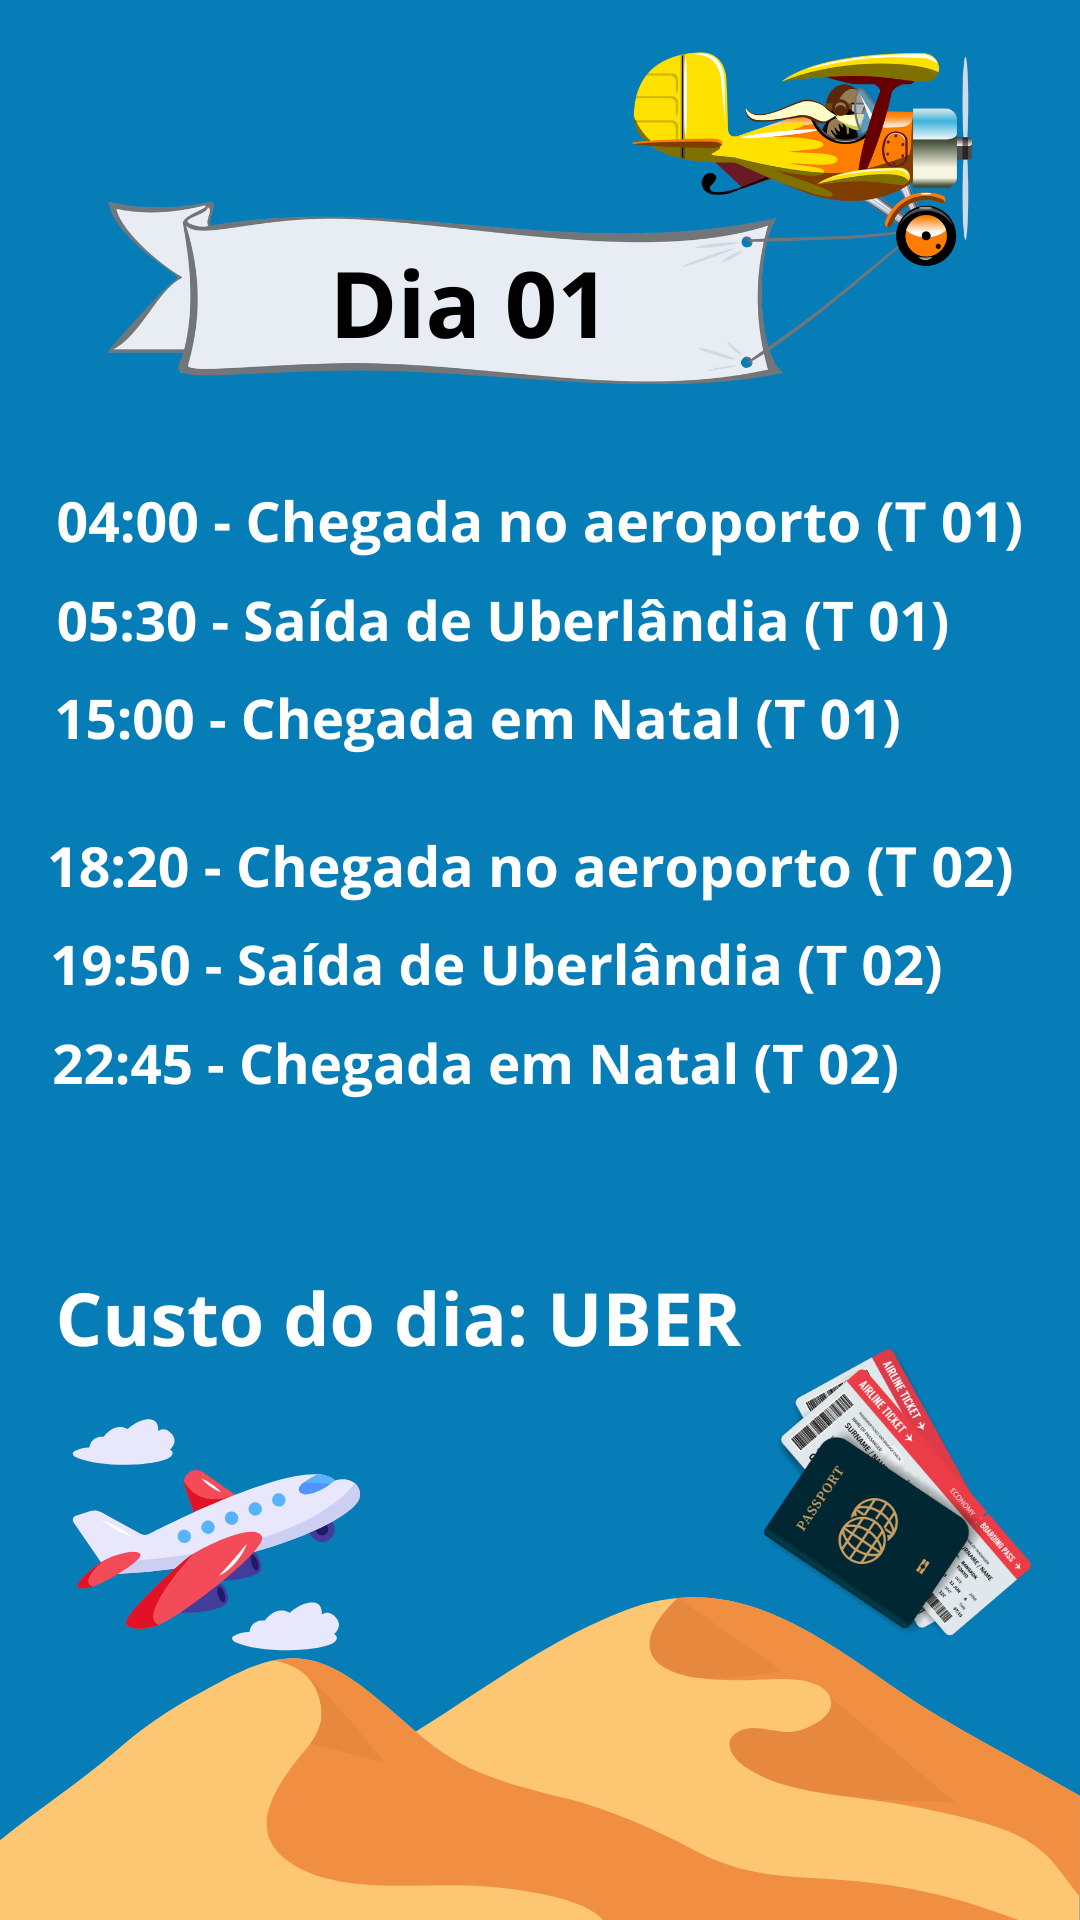 Dia 01
04:00 - Chegada no aeroporto (T 01)
05:30 - Saída de Uberlândia (T 01)
15:00 - Chegada em Natal (T 01)
18:20 - Chegada no aeroporto (T 02)
19:50 - Saída de Uberlândia (T 02)
22:45 - Chegada em Natal (T 02)
Custo do dia: UBER
AIRLINE TICKET
AIRLINE TICKET
SURNAME / NAME
PASSPORT
ECONOMY
BOARDING PASS
BANGKOK
TOKYO